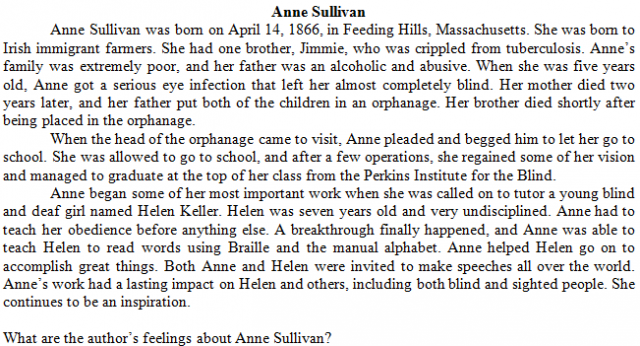 Anne Sullivan
Anne Sullivan was born on April 14, 1866, in Feeding Hills, Massachusetts. She was born to
Irish immigrant farmers. She had one brother, Jimmie, who was crippled from tuberculosis. Anne's
family was extremely poor, and her father was an alcoholic and abusive. When she was five years
old, Anne got a serious eye infection that left her almost completely blind. Her mother died two
years later, and her father put both of the children in an orphanage. Her brother died shortly after
being placed in the orphanage.
When the head of the orphanage came to visit, Anne pleaded and begged him to let her go to
school. She was allowed to go to school, and after a few operations, she regained some of her vision
and managed to graduate at the top of her class from the Perkins Institute for the Blind.
Anne began some of her most important work when she was called on to tutor a young blind
and deaf girl named Helen Keller. Helen was seven years old and very undisciplined. Anne had to
teach her obedience before anything else. A breakthrough finally happened, and Anne was able to
teach Helen to read words using Braille and the manual alphabet. Anne helped Helen go on to
accomplish great things. Both Anne and Helen were invited to make speeches all over the world.
Anne's work had a lasting impact on Helen and others, including both blind and sighted people. She
continues to be an inspiration.
What are the author's feelings about Anne Sullivan?